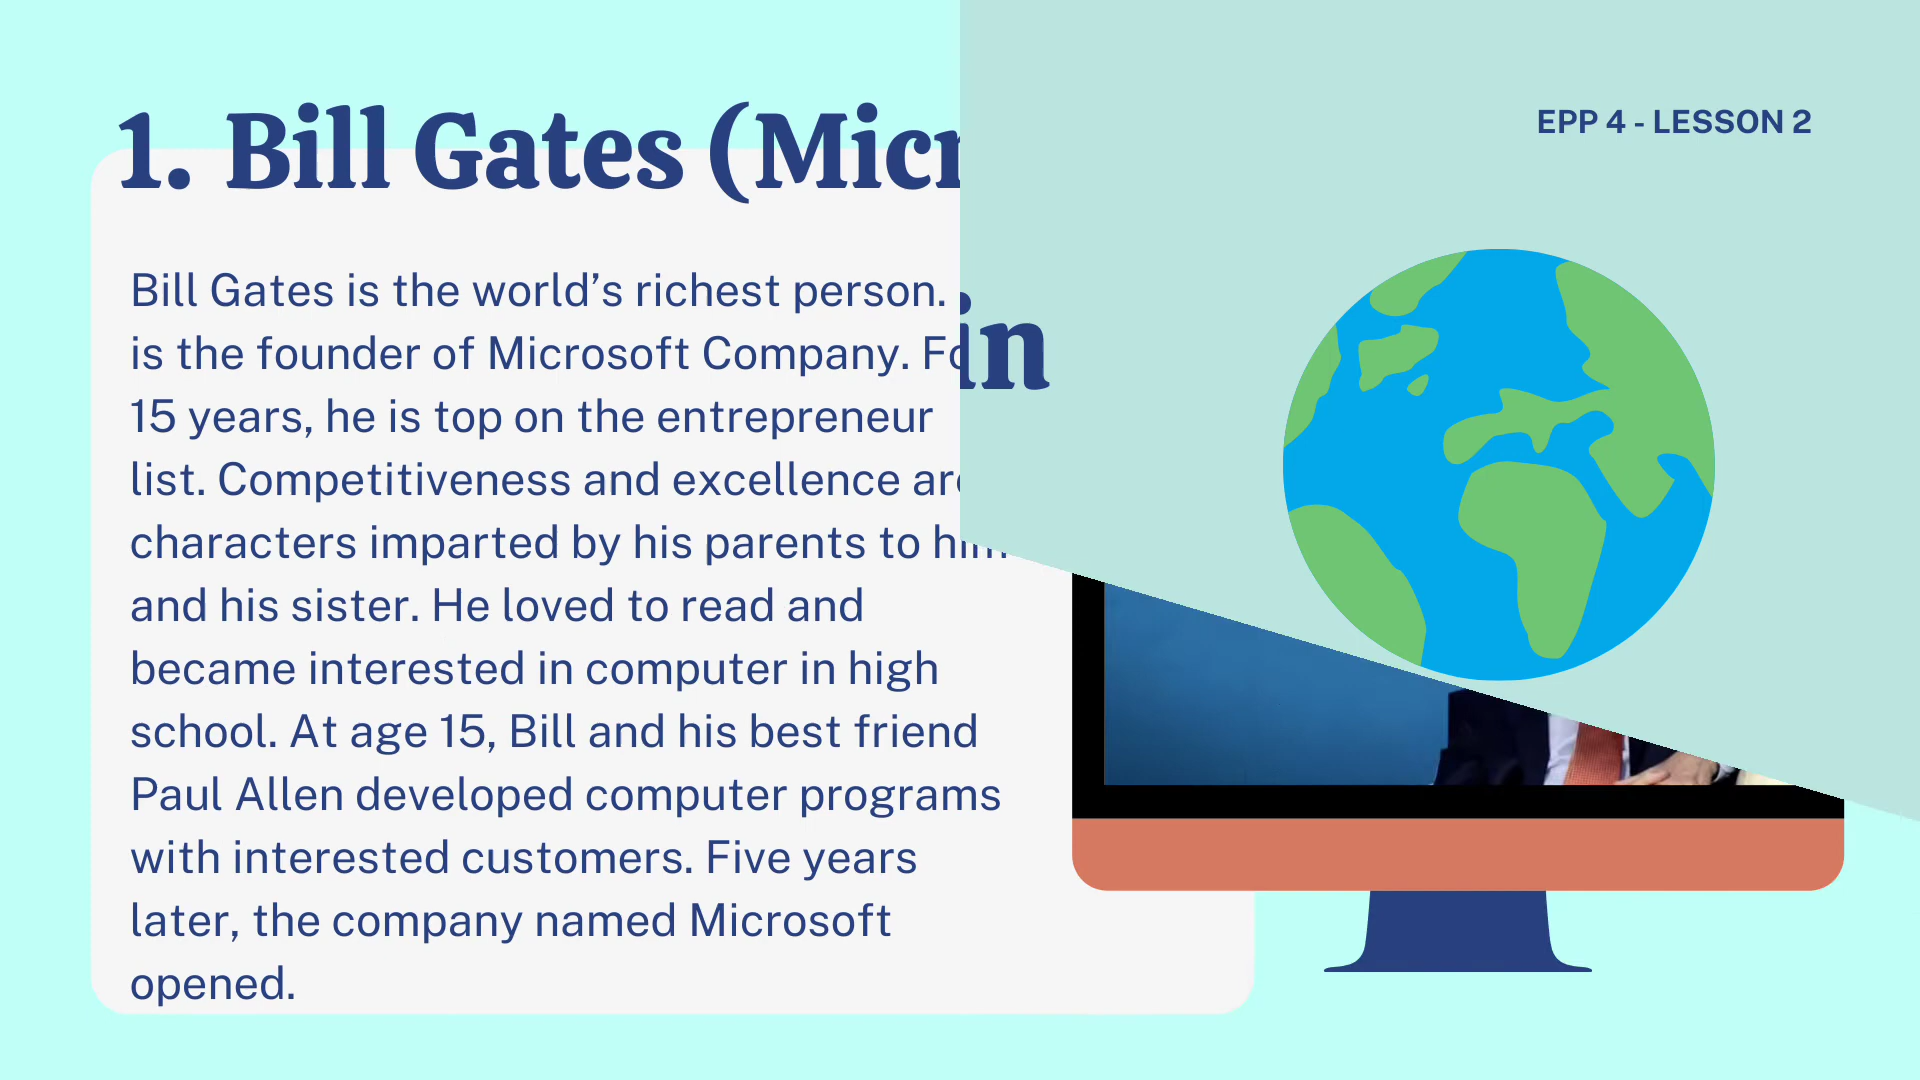 EPP 4 - LESSON 2
1. Bill Gates (Micr
in
Bill Gates is the world’s richest person.
is the founder of Microsoft Company.
15 years, he is top on the entrepreneur
list. Competitiveness and excellence are
characters imparted by his parents to him
and his sister. He loved to read and
became interested in computer in high
school. At age 15, Bill and his best friend
Paul Allen developed computer programs
with interested customers. Five years
later, the company named Microsoft
opened.